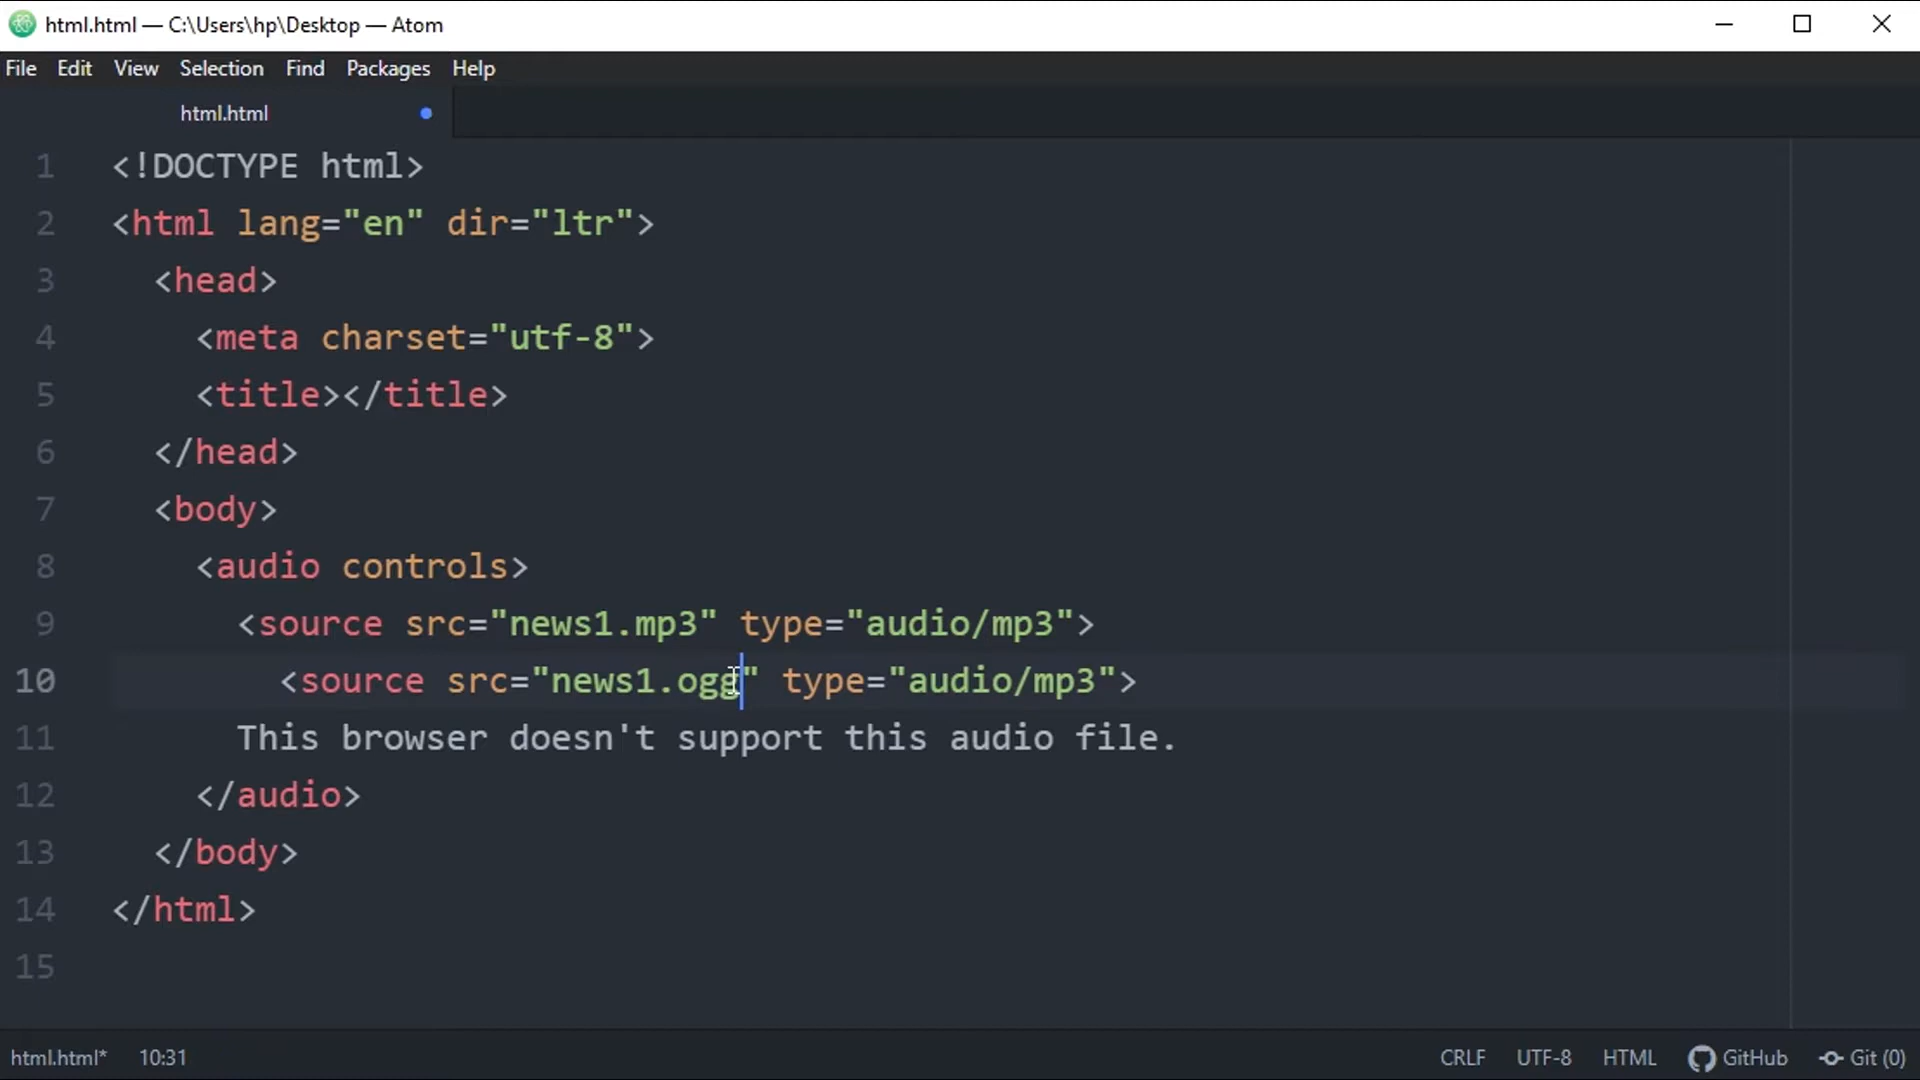 html.html — C:\Users\hp\Desktop — Atom
File Edit View Selection Find Packages Help
html.html
1 <!DOCTYPE html>
2 <html lang="en" dir="ltr">
3 <head>
4 <meta charset="utf-8">
5 <title></title>
6 </head>
7 <body>
8 <audio controls>
9 <source src="news1.mp3" type="audio/mp3">
10 <source src="news1.ogg" type="audio/mp3">
11 This browser doesn't support this audio file.
12 </audio>
13 </body>
14 </html>
15
html.html* 10:31 CRLF UTF-8 HTML GitHub Git (0)